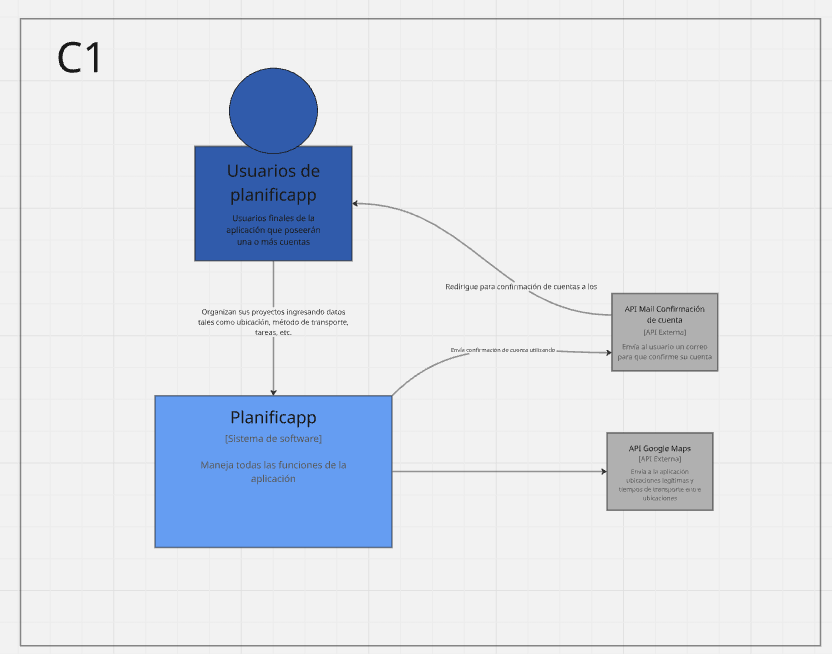 C1
Usuarios de
planificapp
Usuarios finales de la
aplicación que poseerán
una o más cuentas
Redirigue para confirmación de cuentas a los
Organizan sus proyectos ingresando datos
tales como ubicación, método de transporte,
tareas, etc.
API Mail Confirmación
de cuenta
[API Externa]
Envía al usuario un correo
para que confirme su cuenta
Envía confirmación de cuenta utilizando
Planificapp
[Sistema de software]
Maneja todas las funciones de la
aplicación
API Google Maps
[API Externa]
Envía a la aplicación
ubicaciones legítimas y
tiempos de transporte entre
ubicaciones